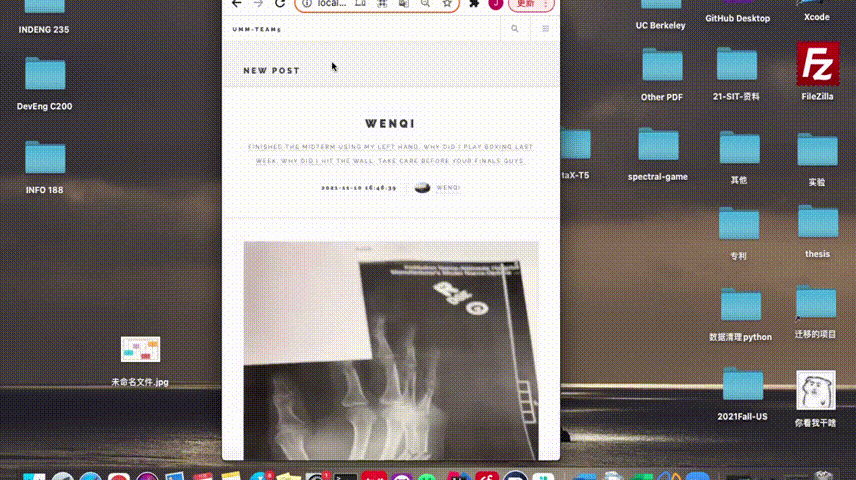 INDENG 235
DevEng C200
INFO 188
未命名文件.jpg
local...
J
更新
UMM-TEAM5
NEW POST
WENQI
FINISHED THE MIDTERM USING MY LEFT HAND. WHY DID I PLAY BOXING LAST
WEEK. WHY DID I HIT THE WALL. TAKE CARE BEFORE YOUR FINALS GUYS.
2021-11-10 16:48:39
WENQI
taX-T5
UC Berkeley
GitHub Desktop
Xcode
Other PDF
21-SIT-资料
Fz
FileZilla
spectral-game
其他
实验
专利
thesis
数据清理python
迁移的项目
2021Fall-US
你看我干啥